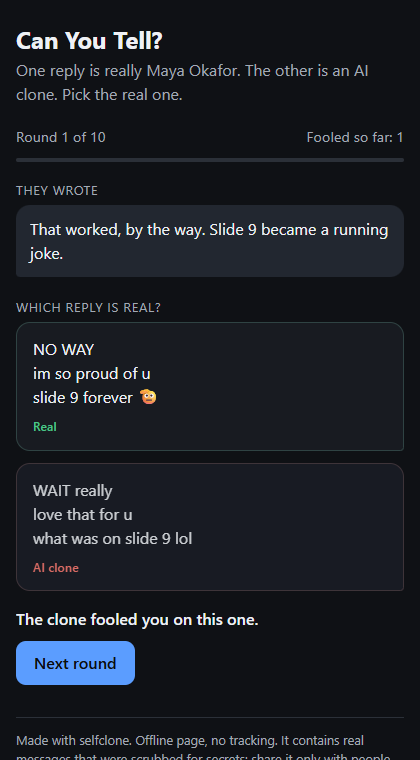 Can You Tell?
One reply is really Maya Okafor. The other is an AI
clone. Pick the real one.
Round 1 of 10
Fooled so far: 1
THEY WROTE
That worked, by the way. Slide 9 became a running
joke.
WHICH REPLY IS REAL?
NO WAY
im so proud of u
slide 9 forever 🫡
Real
WAIT really
love that for u
what was on slide 9 lol
AI clone
The clone fooled you on this one.
Next round
Made with selfclone. Offline page, no tracking. It contains real
messages that were scrubbed for secrets; share it only with people